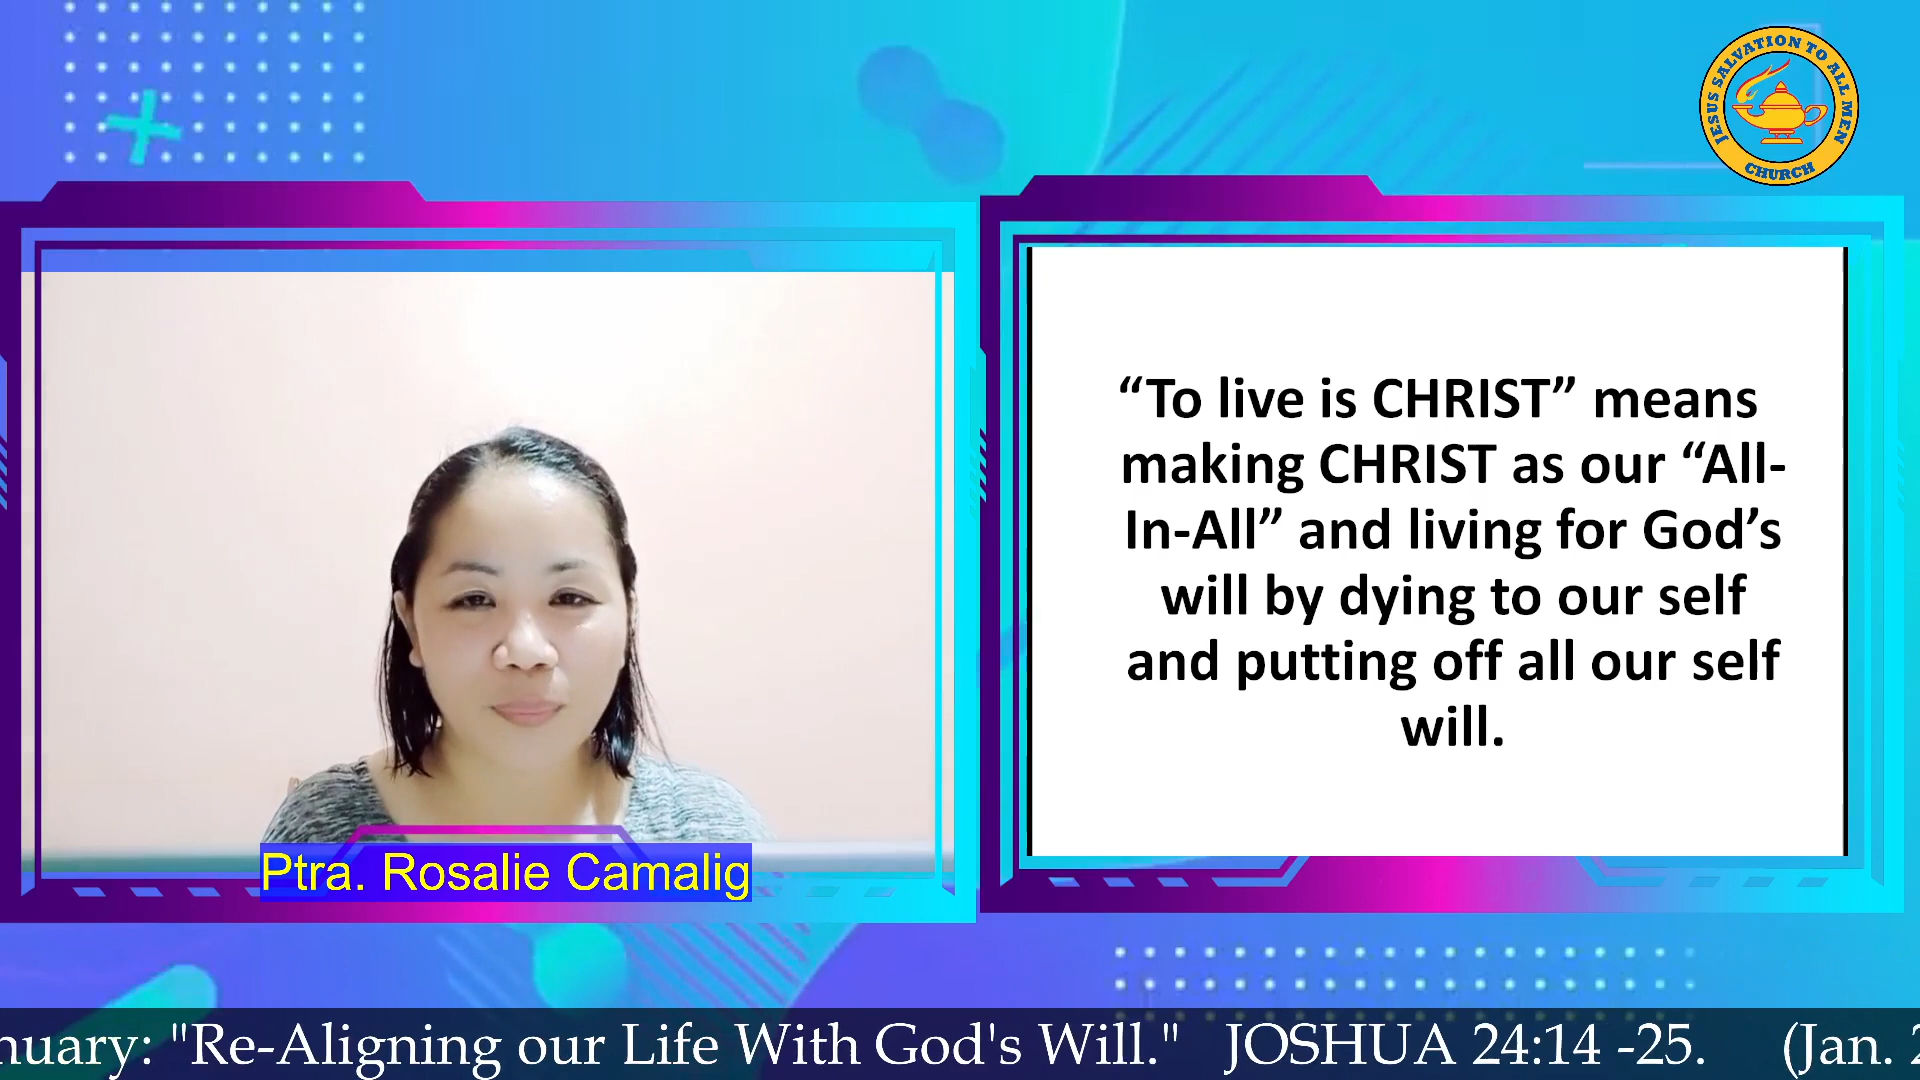 JESUS SALVATION TO ALL MEN
CHURCH
“To live is CHRIST” means
making CHRIST as our “All-
In-All” and living for God’s
will by dying to our self
and putting off all our self
will.
Ptra. Rosalie Camalig
nuary: "Re-Aligning our Life With God's Will." JOSHUA 24:14 -25. (Jan. 2